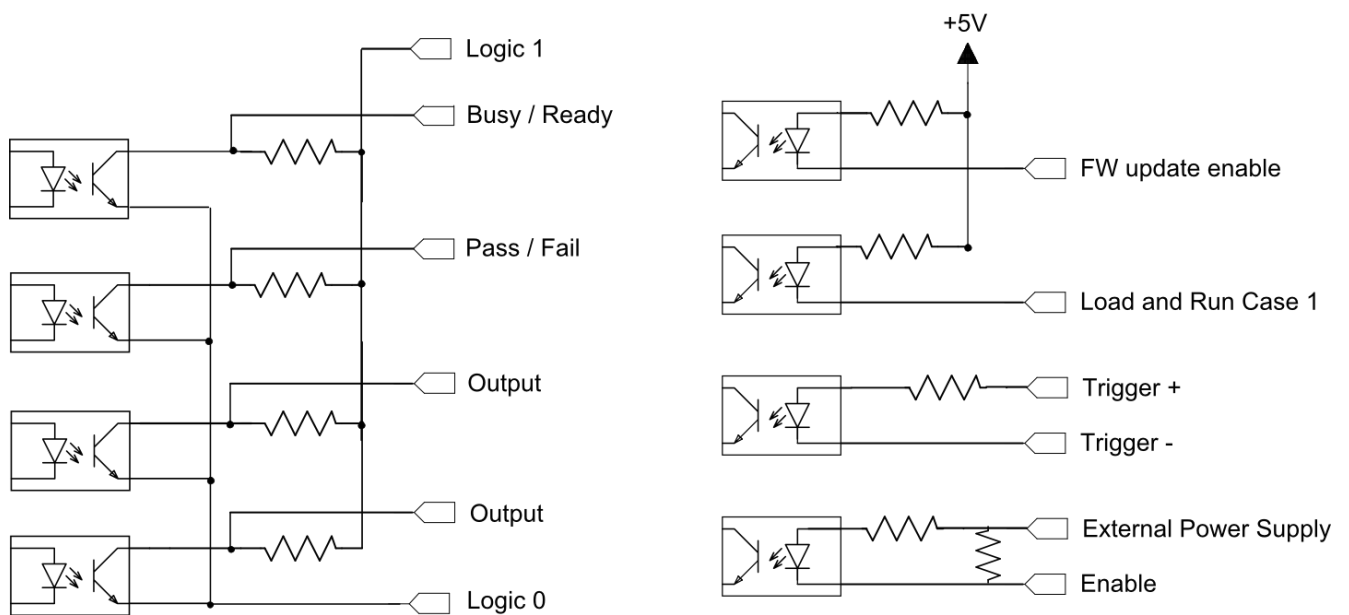 Logic 1
Busy / Ready
Pass / Fail
Output
Output
Logic 0
+5V
FW update enable
Load and Run Case 1
Trigger +
Trigger -
External Power Supply
Enable